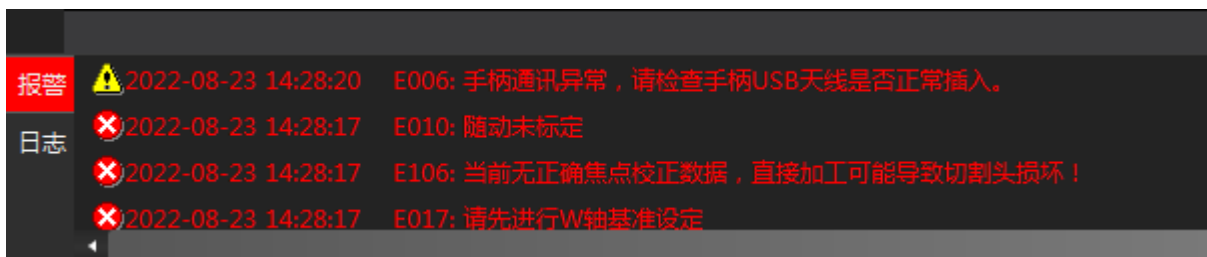 报警
2022-08-23 14:28:20 E006: 手柄通讯异常，请检查手柄USB天线是否正常插入。
日志
2022-08-23 14:28:17 E010: 随动未标定
2022-08-23 14:28:17 E106: 当前无正确焦点校正数据，直接加工可能导致切割头损坏！
2022-08-23 14:28:17 E017: 请先进行W轴基准设定